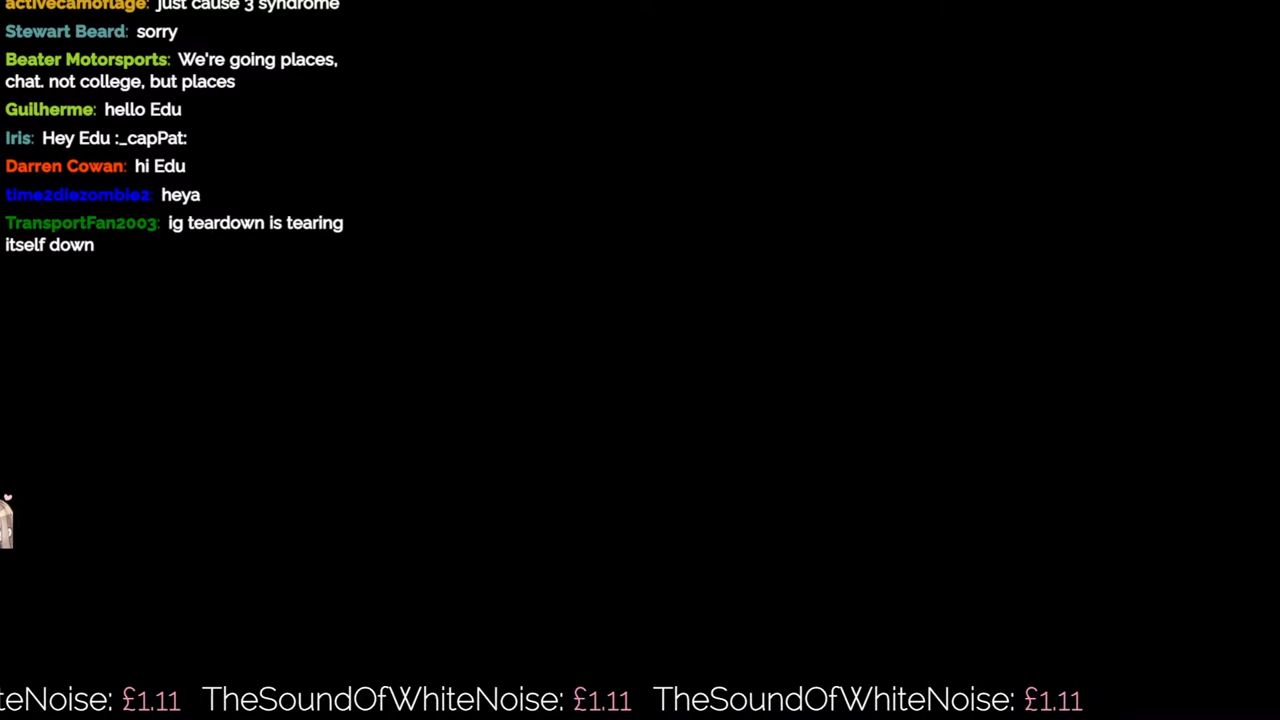 activecamoflage: just cause 3 syndrome
Stewart Beard: sorry
Beater Motorsports: We're going places,
chat. not college, but places
Guilherme: hello Edu
Iris: Hey Edu :_capPat:
Darren Cowan: hi Edu
time2diezombie2: heya
TransportFan2003: ig teardown is tearing
itself down
teNoise: £1.11 TheSoundOfWhiteNoise: £1.11 TheSoundOfWhiteNoise: £1.11